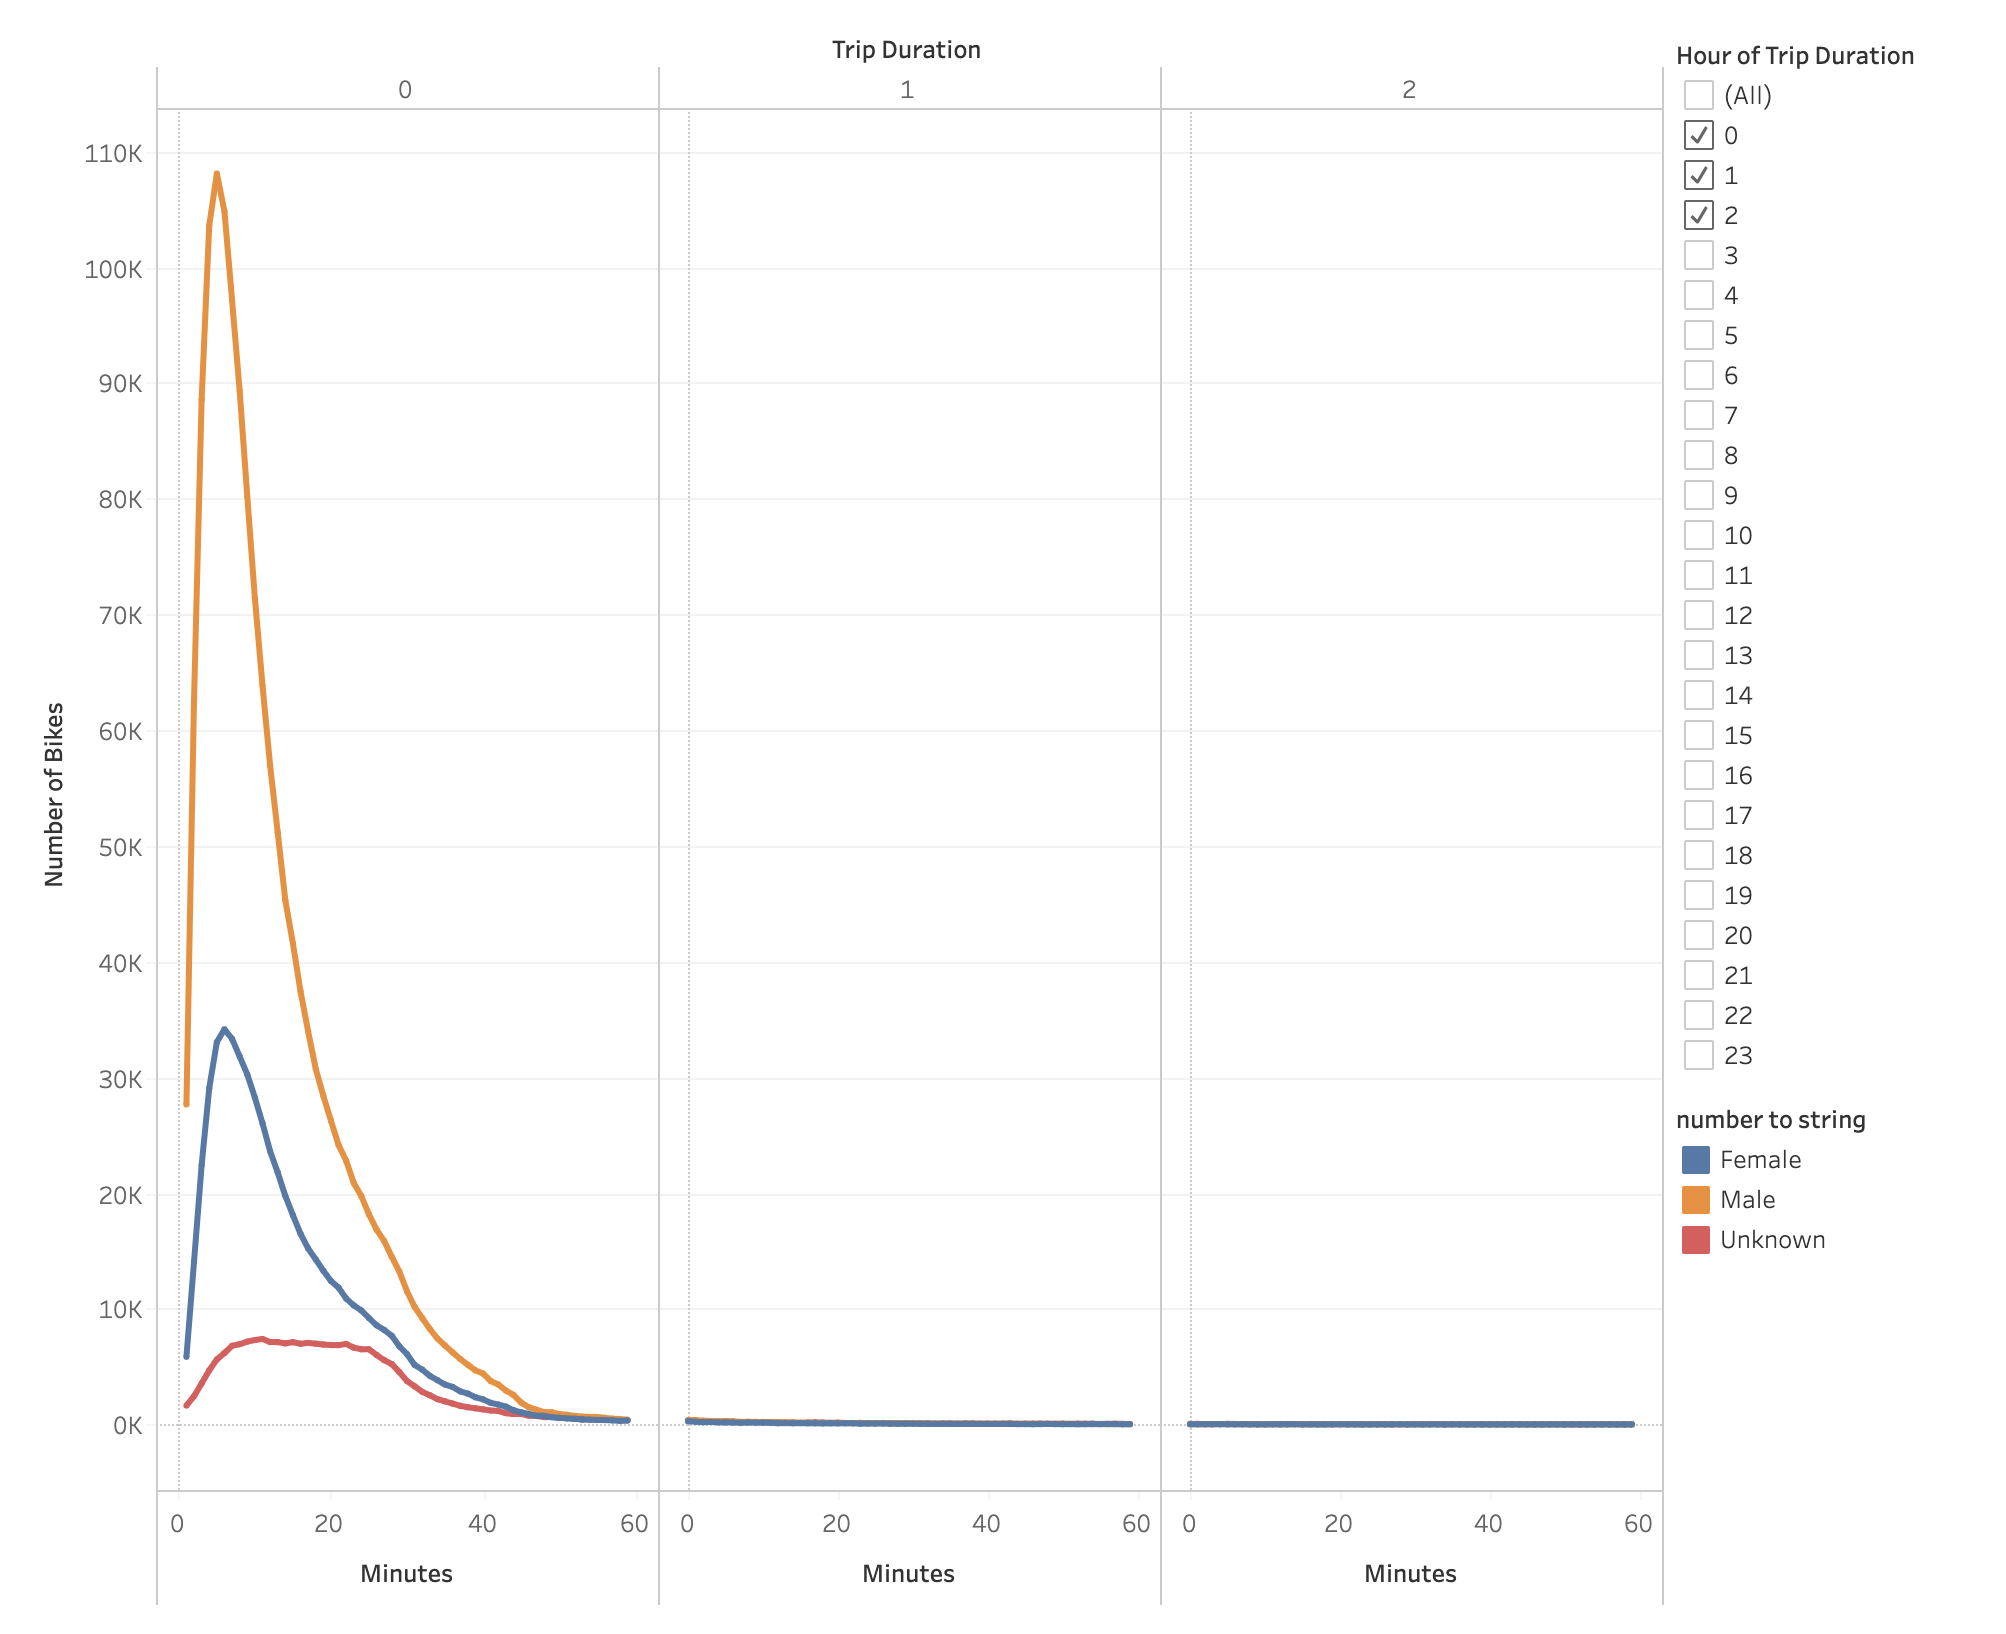 Trip Duration
0 1 2
110K
100K
90K
80K
70K
60K
50K
40K
30K
20K
10K
0K
Number of Bikes
0 20 40 60 0 20 40 60 0 20 40 60
Minutes Minutes Minutes
Hour of Trip Duration
(All)
0
1
2
3
4
5
6
7
8
9
10
11
12
13
14
15
16
17
18
19
20
21
22
23
number to string
Female
Male
Unknown